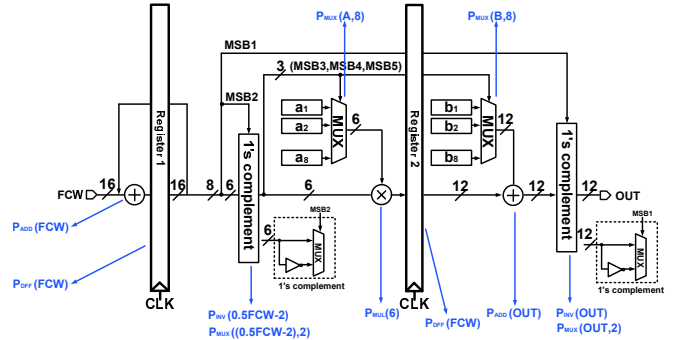 PMUX(A,8)
PMUX(B,8)
MSB1
3 (MSB3,MSB4,MSB5)
MSB2
a1
a2
a8
MUX
6
b1
b2
b8
MUX
12
Register 1
Register 2
1's complement
1's complement
FCW
16
16
8
6
6
12
12
12
OUT
PADD(FCW)
PDFF(FCW)
MSB2
6
MUX
1's complement
MSB1
12
MUX
1's complement
CLK
CLK
PINV(0.5FCW-2)
PMUX((0.5FCW-2),2)
PMUL(6)
PDFF(FCW)
PADD(OUT)
PINV(OUT)
PMUX(OUT,2)